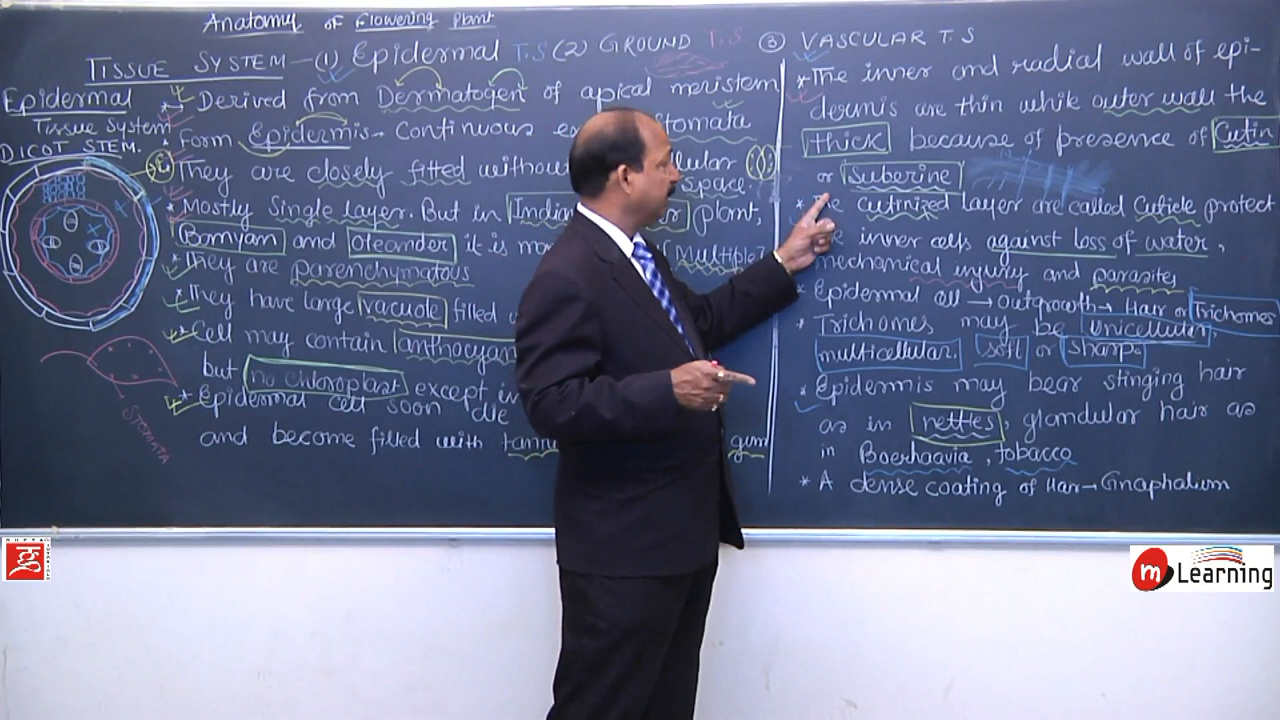 Anatomy of Flowering Plant
TISSUE SYSTEM - (1) Epidermal T.S (2) GROUND T.S ③ VASCULAR T.S
Epidermal
Tissue System
DICOT STEM.
* Derived from Dermatogen of apical meristem
* Form Epidermis - Continuous stomata
* They are closely fitted without cellular
space.
* Mostly Single layer. But in Indian plant,
Banyan and Oleander it is (Multiple)
* They are parenchymatous
* They have large vacuole filled
* Cell may contain anthocyan
but no chloroplast except in
* Epidermal cell soon die
and become filled with tann gum
STOMATA
* The inner and radial wall of epi-
dermis are thin while outer wall the
thick because of presence of Cutin
or Suberine
* The cutinized layer are called Cuticle protect
inner cells against loss of water,
mechanical injury and parasites
* Epidermal cell → outgrowth → Hair or Trichomes
* Trichomes may be Unicellular
multicellular. soft or sharp.
* Epidermis may bear stinging hair
as in nettles, glandular hair as
in Boerhaavia, tobacco
* A dense coating of Hair → Gnaphalium
m Learning